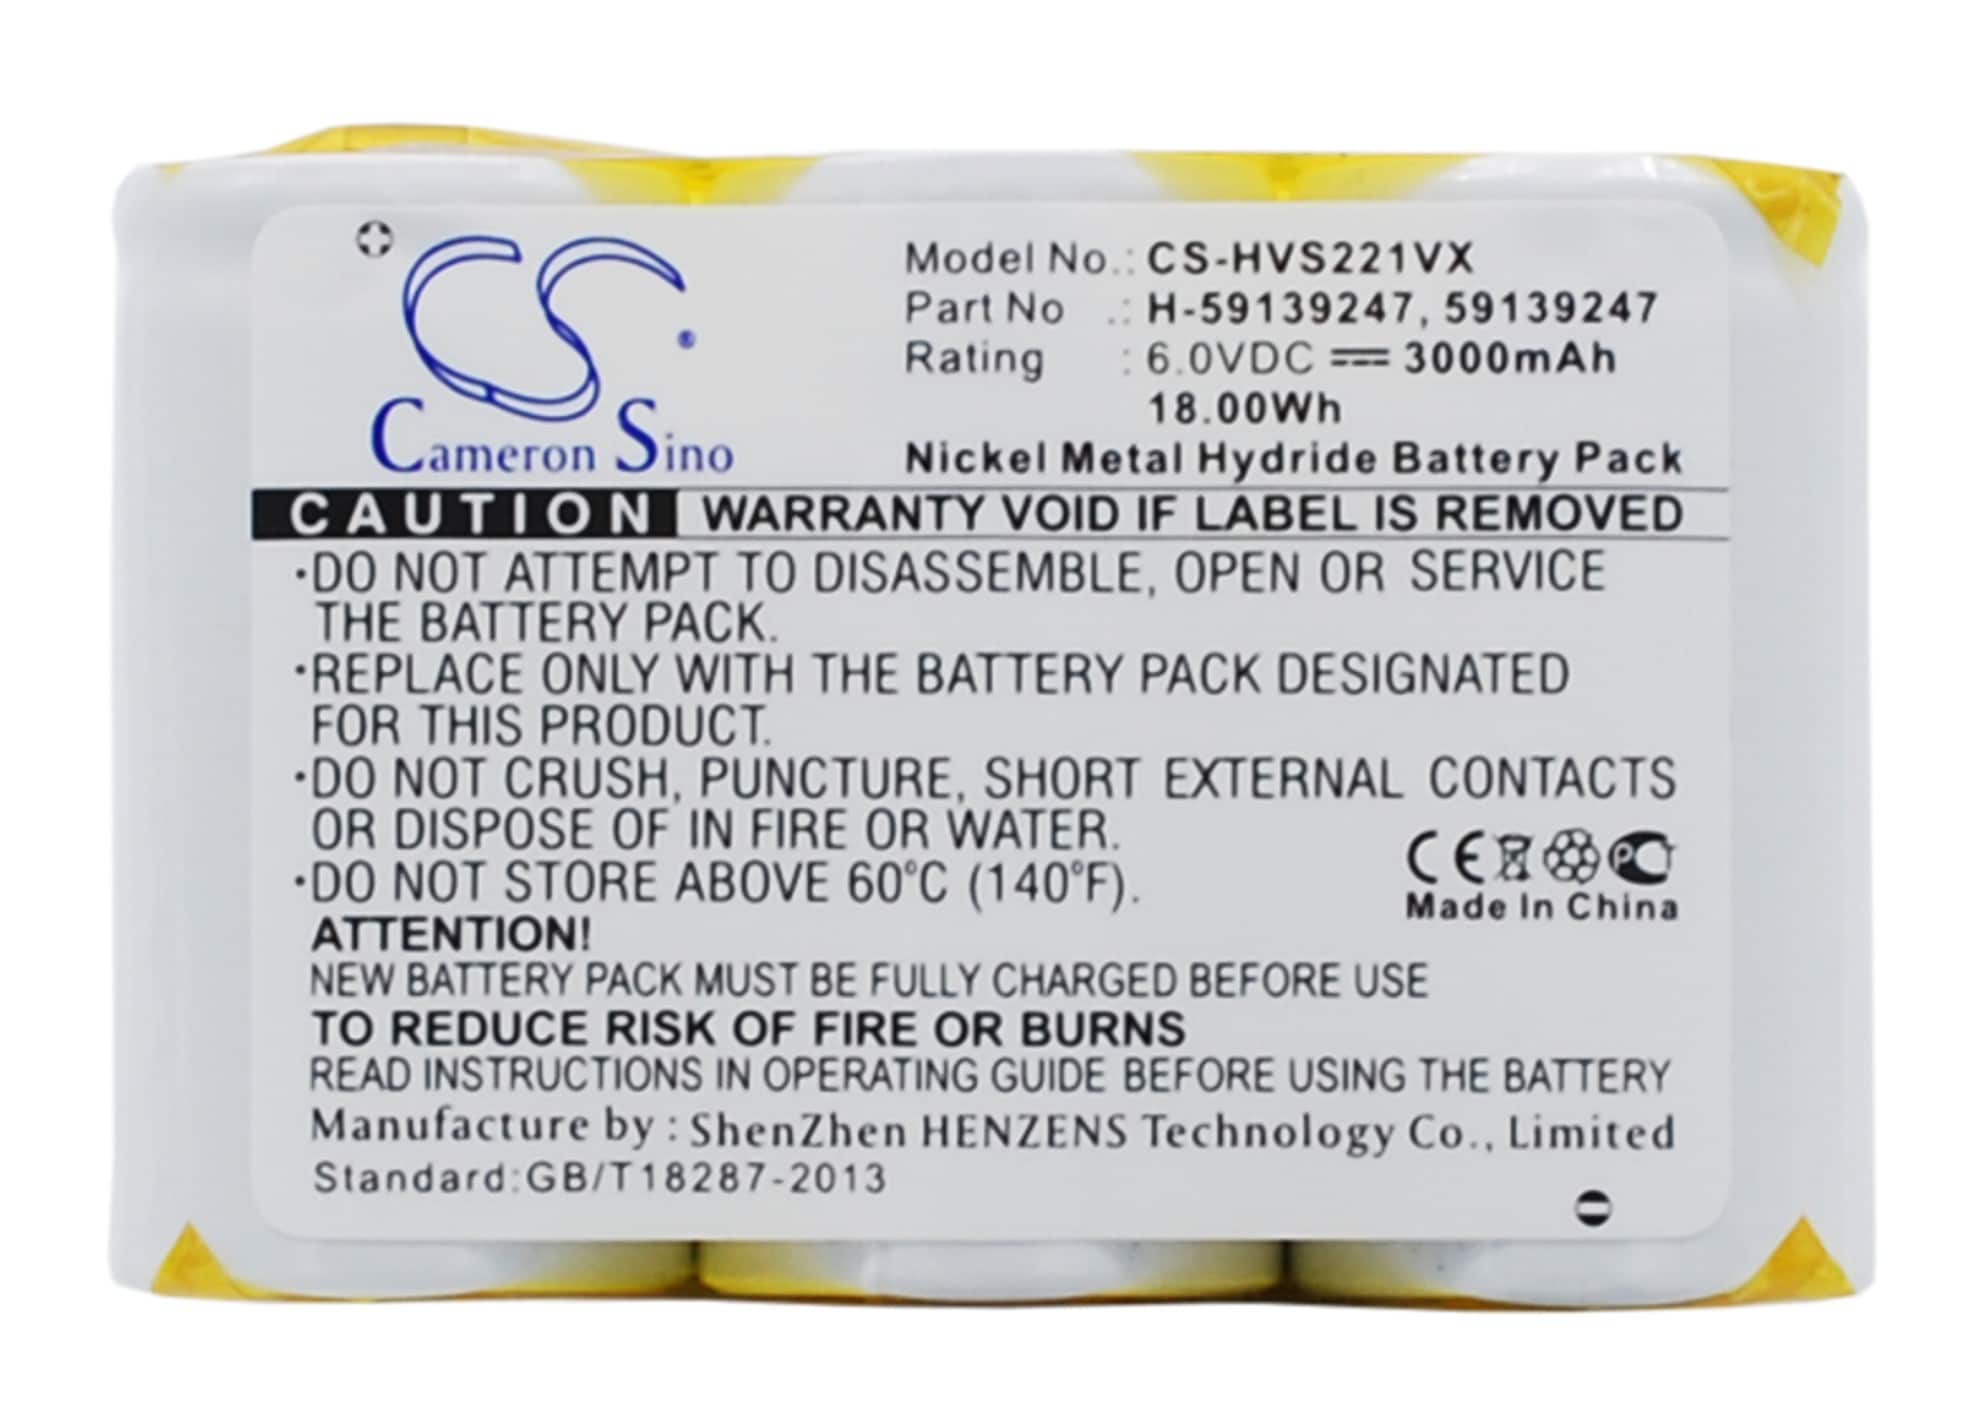 CS®
Cameron Sino
Model No.: CS-HVS221VX
Part No .: H-59139247, 59139247
Rating : 6.0VDC 3000mAh
18.00Wh
Nickel Metal Hydride Battery Pack
CAUTION WARRANTY VOID IF LABEL IS REMOVED
·DO NOT ATTEMPT TO DISASSEMBLE, OPEN OR SERVICE
THE BATTERY PACK.
·REPLACE ONLY WITH THE BATTERY PACK DESIGNATED
FOR THIS PRODUCT.
·DO NOT CRUSH, PUNCTURE, SHORT EXTERNAL CONTACTS
OR DISPOSE OF IN FIRE OR WATER.
·DO NOT STORE ABOVE 60°C (140°F).
CE PC
Made In China
ATTENTION!
NEW BATTERY PACK MUST BE FULLY CHARGED BEFORE USE
TO REDUCE RISK OF FIRE OR BURNS
READ INSTRUCTIONS IN OPERATING GUIDE BEFORE USING THE BATTERY
Manufacture by : ShenZhen HENZENS Technology Co., Limited
Standard:GB/T18287-2013